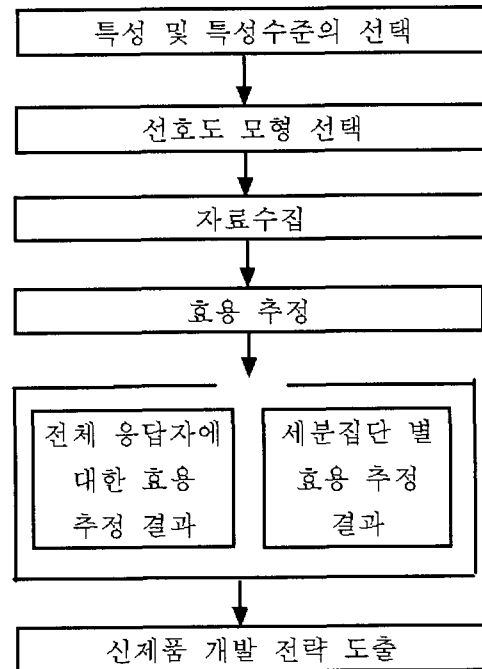 특성 및 특성수준의 선택
선호도 모형 선택
자료수집
효용 추정
전체 응답자에
대한 효용
추정 결과
세분집단 별
효용 추정
결과
신제품 개발 전략 도출